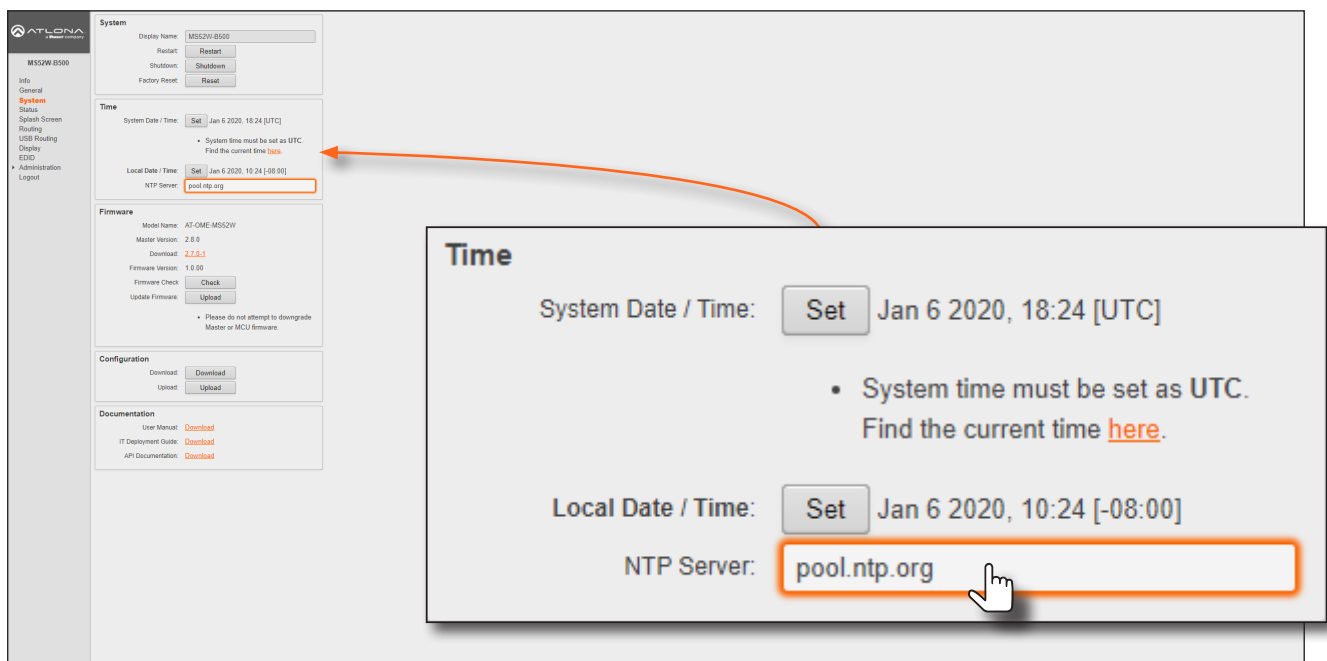 ATLONA
a Panduit company
MS52W-B500
Info
General
System
Status
Splash Screen
Routing
USB Routing
Display
EDID
Administration
Logout
System
Display Name: MS52W-B500
Restart: Restart
Shutdown: Shutdown
Factory Reset: Reset
Time
System Date / Time: Set Jan 6 2020, 18:24 [UTC]
• System time must be set as UTC.
Find the current time here.
Local Date / Time: Set Jan 6 2020, 10:24 [-08:00]
NTP Server: pool.ntp.org
Firmware
Model Name: AT-OME-MS52W
Master Version: 2.8.0
Download: 2.7.0-1
Firmware Version: 1.0.00
Firmware Check Check
Update Firmware: Upload
• Please do not attempt to downgrade
Master or MCU firmware.
Configuration
Download: Download
Upload: Upload
Documentation
User Manual: Download
IT Deployment Guide: Download
API Documentation: Download
Time
System Date / Time: Set Jan 6 2020, 18:24 [UTC]
• System time must be set as UTC.
Find the current time here.
Local Date / Time: Set Jan 6 2020, 10:24 [-08:00]
NTP Server: pool.ntp.org